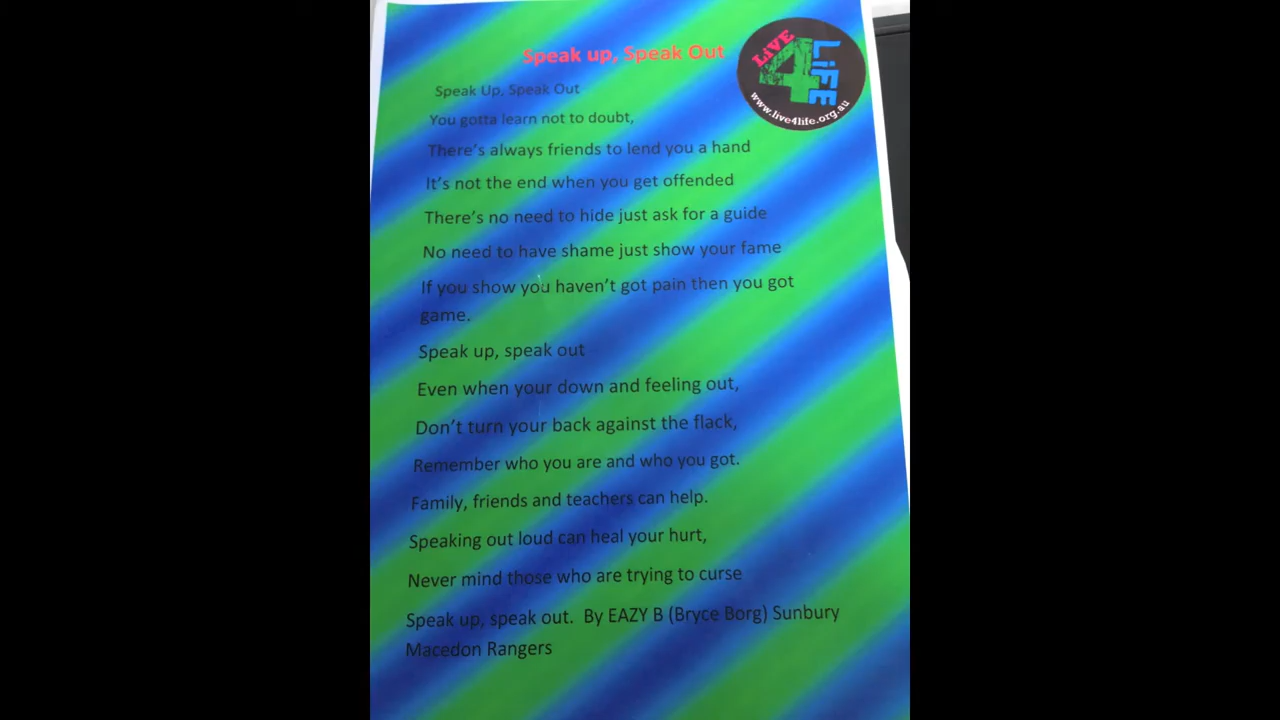 Speak up, Speak Out
LiVE
4
LiFE
www.live4life.org.au
Speak Up, Speak Out
You gotta learn not to doubt,
There's always friends to lend you a hand
It's not the end when you get offended
There's no need to hide just ask for a guide
No need to have shame just show your fame
If you show you haven't got pain then you got
game.
Speak up, speak out
Even when your down and feeling out,
Don't turn your back against the flack,
Remember who you are and who you got.
Family, friends and teachers can help.
Speaking out loud can heal your hurt,
Never mind those who are trying to curse
Speak up, speak out.  By EAZY B (Bryce Borg) Sunbury
Macedon Rangers